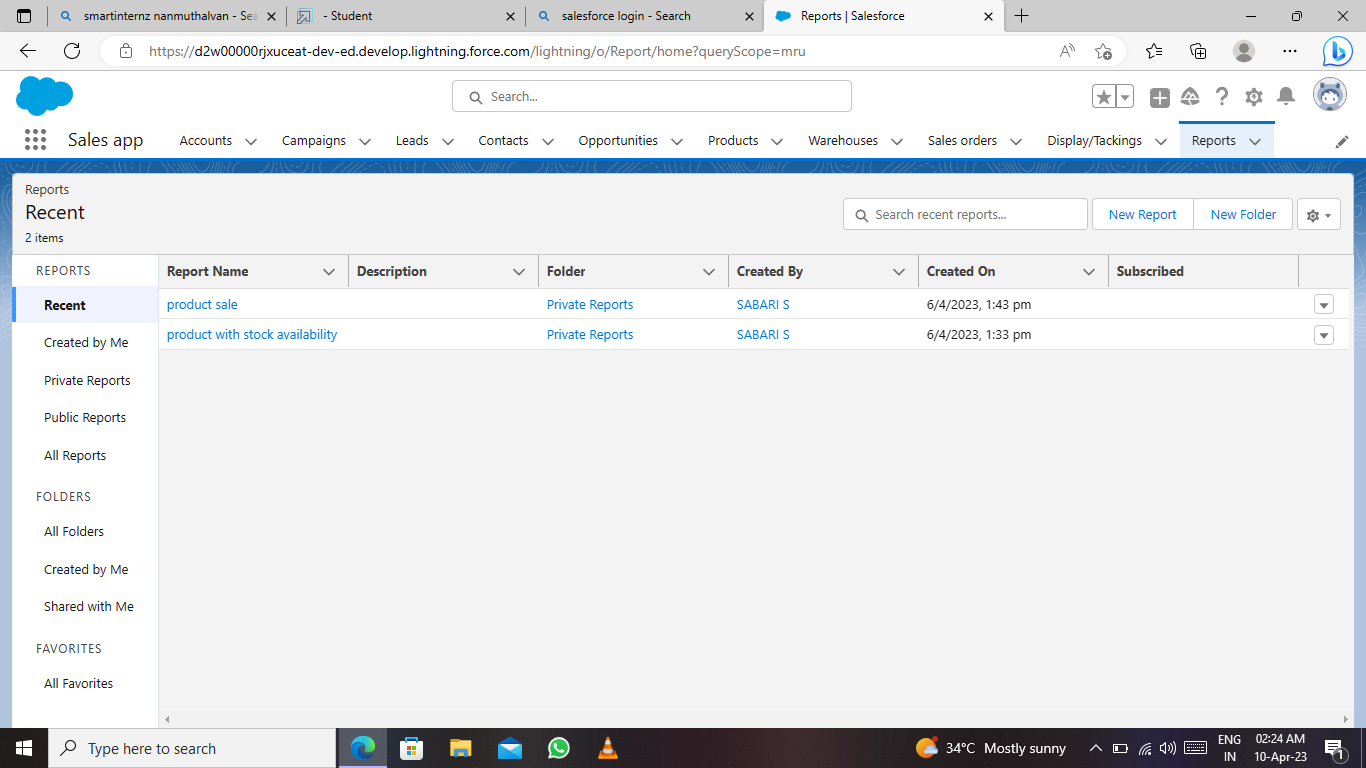 smartinternz nanmuthalvan - Sea
- Student
salesforce login - Search
Reports | Salesforce
https://d2w00000rjxuceat-dev-ed.develop.lightning.force.com/lightning/o/Report/home?queryScope=mru
Search...
Sales app
Accounts
Campaigns
Leads
Contacts
Opportunities
Products
Warehouses
Sales orders
Display/Tackings
Reports
Reports
Recent
2 items
Search recent reports...
New Report
New Folder
REPORTS
Recent
Created by Me
Private Reports
Public Reports
All Reports
FOLDERS
All Folders
Created by Me
Shared with Me
FAVORITES
All Favorites
Report Name Description Folder Created By Created On Subscribed
product sale Private Reports SABARI S 6/4/2023, 1:43 pm
product with stock availability Private Reports SABARI S 6/4/2023, 1:33 pm
Type here to search
34°C Mostly sunny
ENG
IN
02:24 AM
10-Apr-23
1